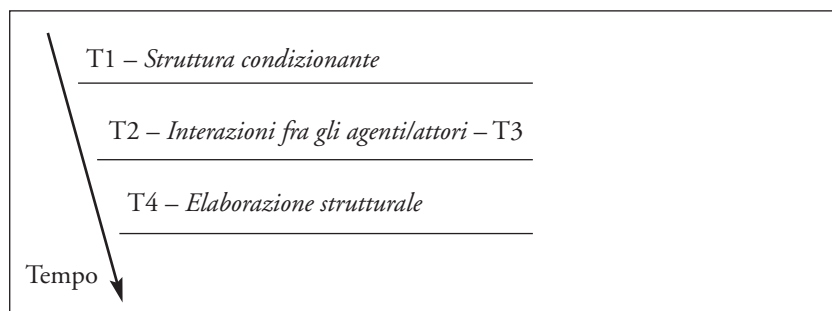 T1 – Struttura condizionante
T2 – Interazioni fra gli agenti/attori – T3
T4 – Elaborazione strutturale
Tempo